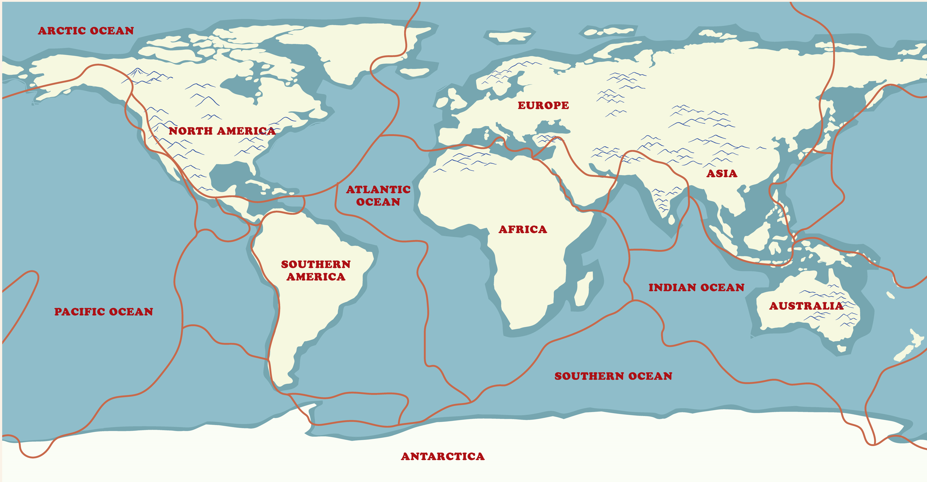 ARCTIC OCEAN
EUROPE
NORTH AMERICA
ASIA
ATLANTIC
OCEAN
AFRICA
SOUTHERN
AMERICA
INDIAN OCEAN
PACIFIC OCEAN
AUSTRALIA
SOUTHERN OCEAN
ANTARCTICA